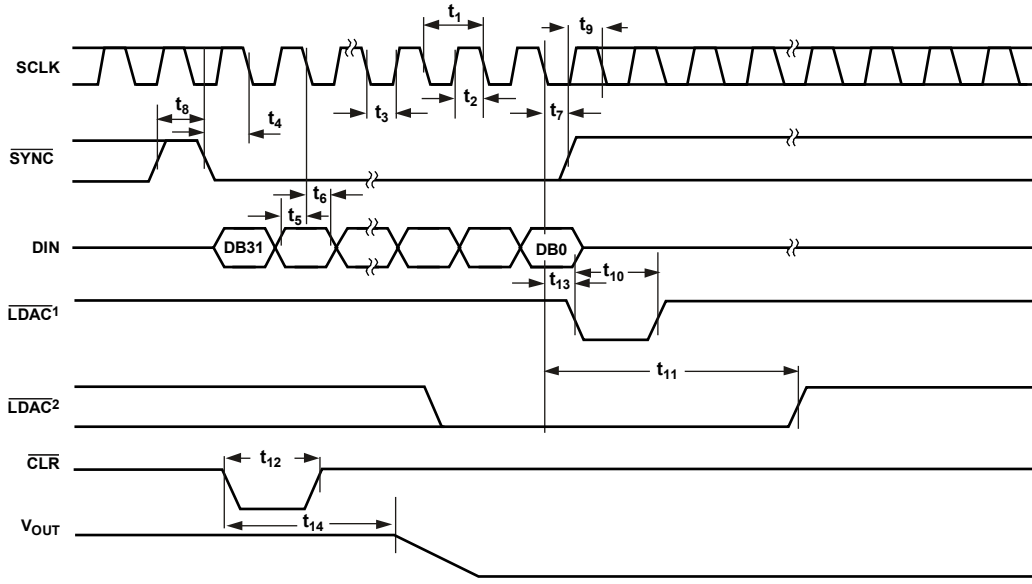 t1
t9
SCLK
t8
t4
t3
t2
t7
SYNC
t6
t5
DIN
DB31
DB0
t13
t10
LDAC1
t11
LDAC2
CLR
t12
t14
VOUT